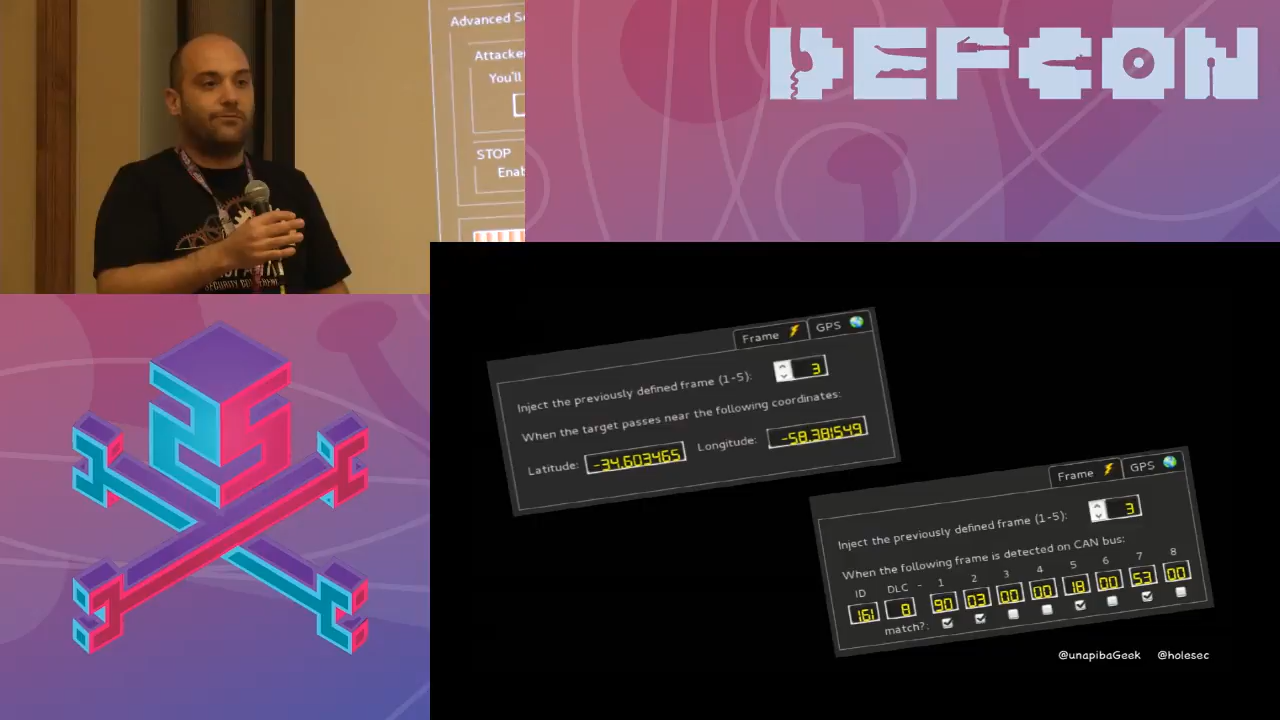 Advanced
Attacker
You'll
STOP
SECURITY
DEFCON
Frame GPS
Inject the previously defined frame (1-5): 3
When the target passes near the following coordinates:
Latitude: -34.603465 Longitude: -58.381549
Frame GPS
Inject the previously defined frame (1-5): 3
When the following frame is detected on CAN bus:
ID DLC - 1 2 3 4 5 6 7 8
161 8 90 03 00 00 18 00 53 00
match?:
@unapibaGeek @holesec